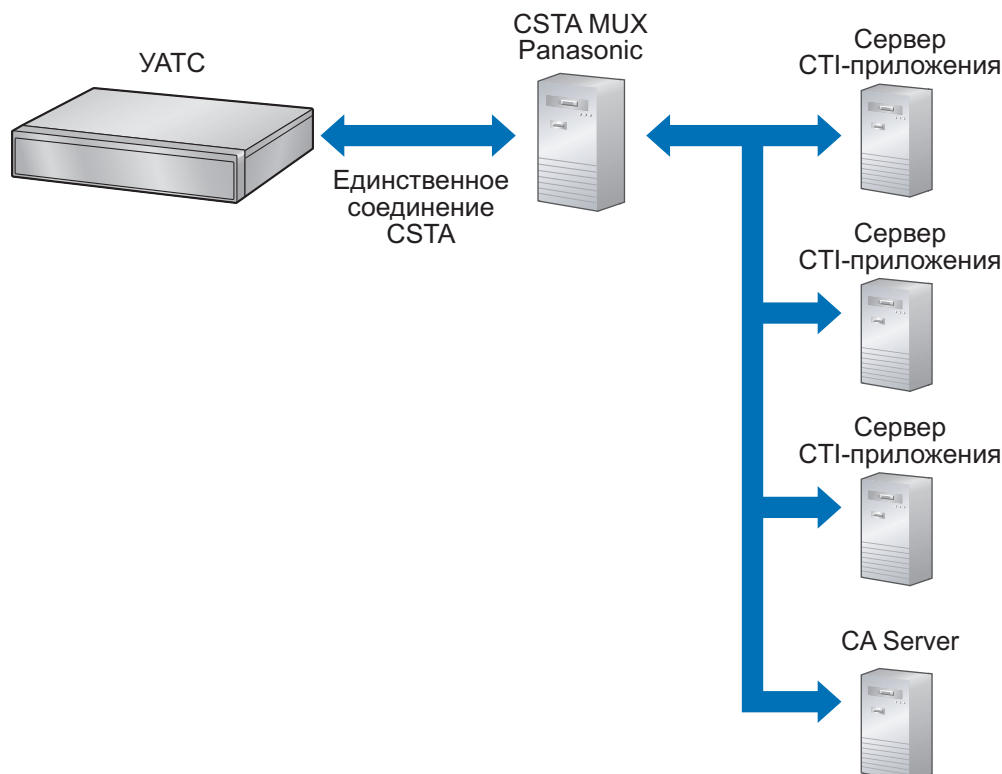 УАТС
CSTA MUX
Panasonic
Сервер
CTI-приложения
Единственное
соединение
CSTA
Сервер
CTI-приложения
Сервер
CTI-приложения
CA Server